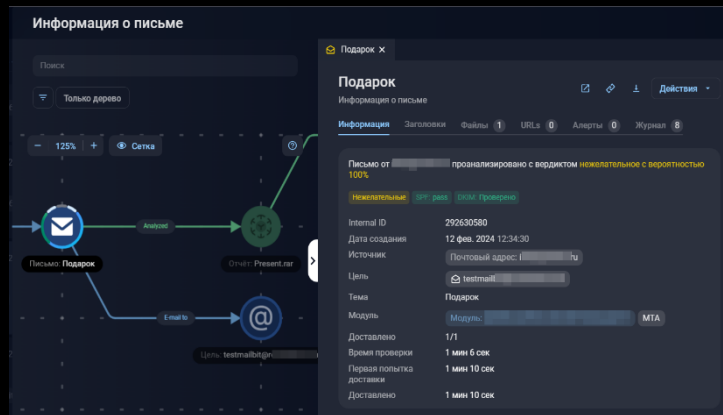 Информация о письме
Поиск
Только дерево
125%
Сетка
Analyzed
Письмо: Подарок
Отчёт: Present.rar
E-mail to
Цель: testmailbit@r
Подарок
Подарок
Информация о письме
Действия
Информация Заголовки Файлы 1 URLs 0 Алерты 0 Журнал 8
Письмо от проанализировано с вердиктом нежелательное с вероятностью
100%
Нежелательные SPF: pass DKIM: Проверено
Internal ID 292630580
Дата создания 12 фев. 2024 12:34:30
Источник Почтовый адрес: i ru
Цель testmaill
Тема Подарок
Модуль Модуль: MTA
Доставлено 1/1
Время проверки 1 мин 6 сек
Первая попытка 1 мин 10 сек
доставки
Доставлено 1 мин 10 сек